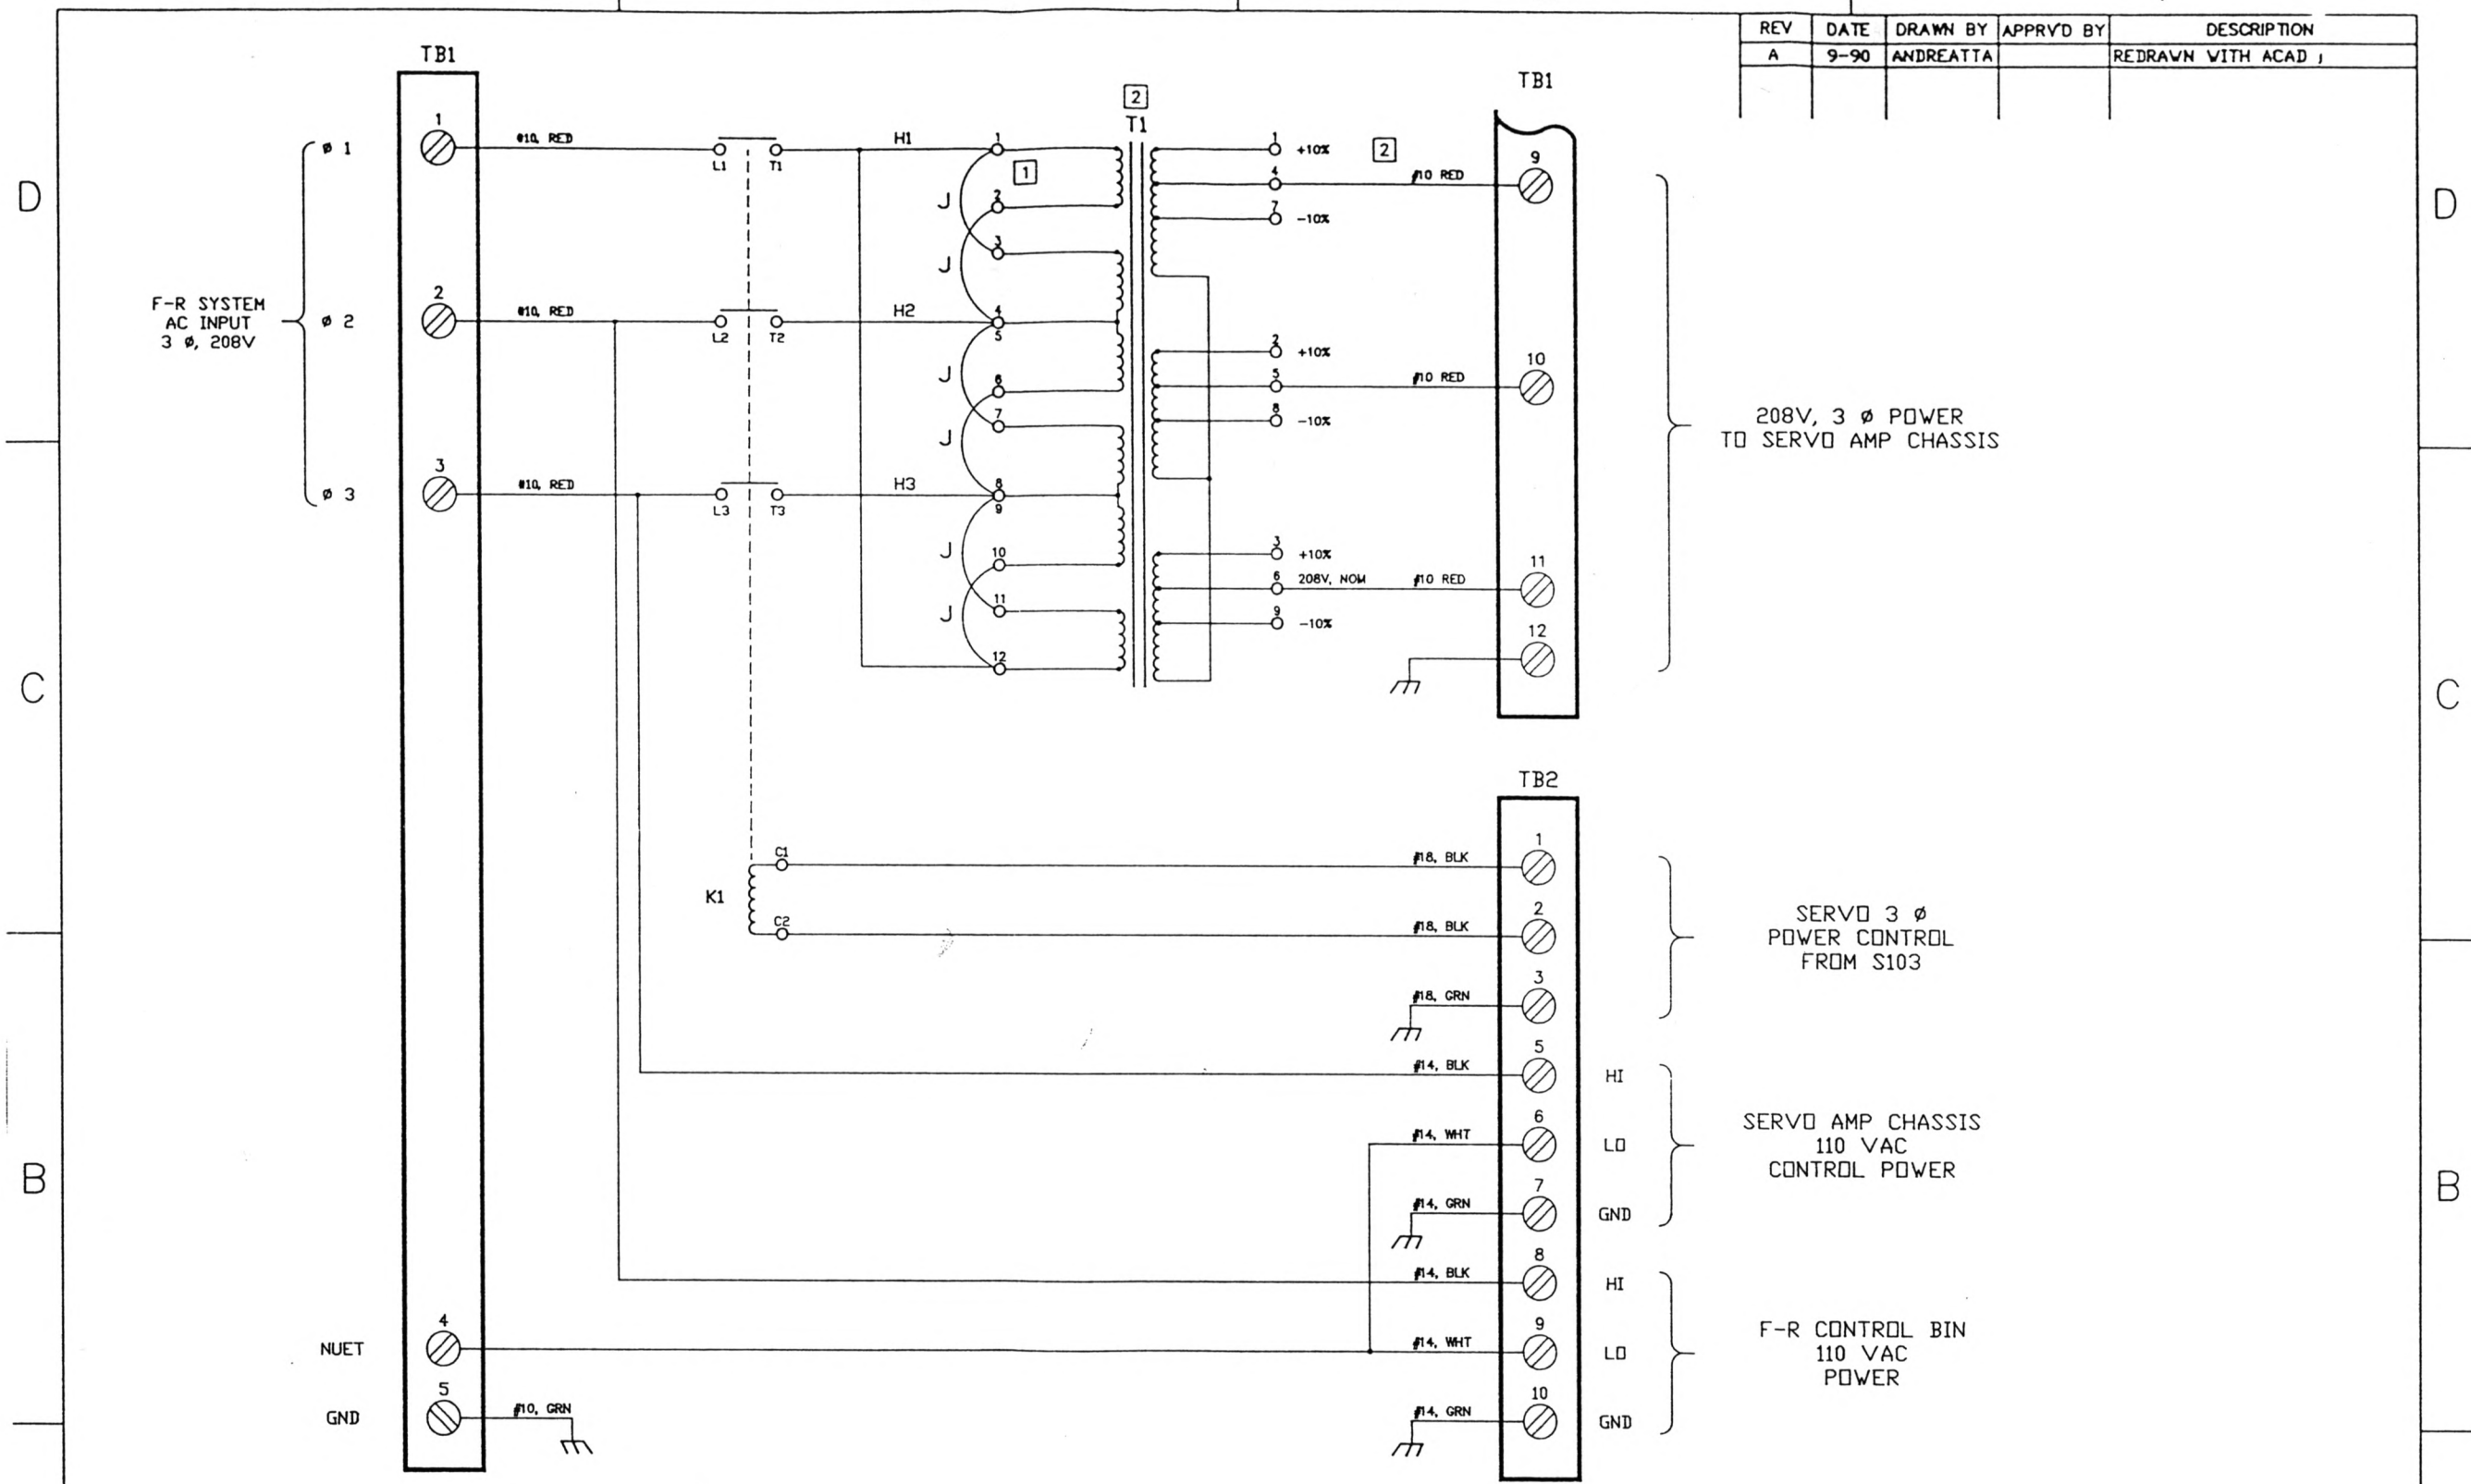 REV DATE DRAWN BY APPRV'D BY DESCRIPTION
A 9-90 ANDREATTA REDRAWN WITH ACAD ;
TB1
TB1
D
D
C
C
B
B
F-R SYSTEM
AC INPUT
3 ø, 208V
ø 1
ø 2
ø 3
1
2
3
#10, RED
#10, RED
#10, RED
L1
T1
L2
T2
L3
T3
H1
H2
H3
J
J
J
J
J
J
1
2
3
4
5
6
7
8
9
10
11
12
1
2
T1
1 +10%
4
7 -10%
2
2 +10%
5
8 -10%
3 +10%
6 208V, NOM
9 -10%
#10 RED
#10 RED
#10 RED
9
10
11
12
208V, 3 ø POWER
TO SERVO AMP CHASSIS
K1
C1
C2
TB2
#18, BLK 1
#18, BLK 2
#18, GRN 3
SERVO 3 ø
POWER CONTROL
FROM S103
#14, BLK 5 HI
#14, WHT 6 LO
#14, GRN 7 GND
SERVO AMP CHASSIS
110 VAC
CONTROL POWER
#14, BLK 8 HI
#14, WHT 9 LO
#14, GRN 10 GND
F-R CONTROL BIN
110 VAC
POWER
NUET 4
GND 5 #10, GRN